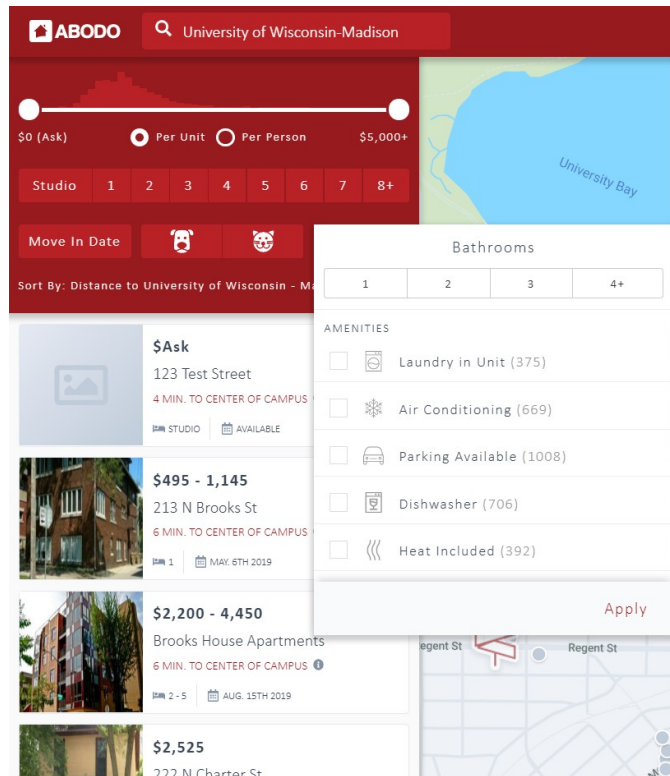 ABODO
University of Wisconsin-Madison
$0 (Ask) Per Unit Per Person $5,000+
Studio 1 2 3 4 5 6 7 8+
Move In Date
Sort By: Distance to University of Wisconsin - Ma
University Bay
Bathrooms
1 2 3 4+
AMENITIES
Laundry in Unit (375)
Air Conditioning (669)
Parking Available (1008)
Dishwasher (706)
Heat Included (392)
Apply
$Ask
123 Test Street
4 MIN. TO CENTER OF CAMPUS
STUDIO AVAILABLE
$495 - 1,145
213 N Brooks St
6 MIN. TO CENTER OF CAMPUS
1 MAY. 6TH 2019
$2,200 - 4,450
Brooks House Apartments
6 MIN. TO CENTER OF CAMPUS
2 - 5 AUG. 15TH 2019
$2,525
222 N Charter St
egent St
Regent St